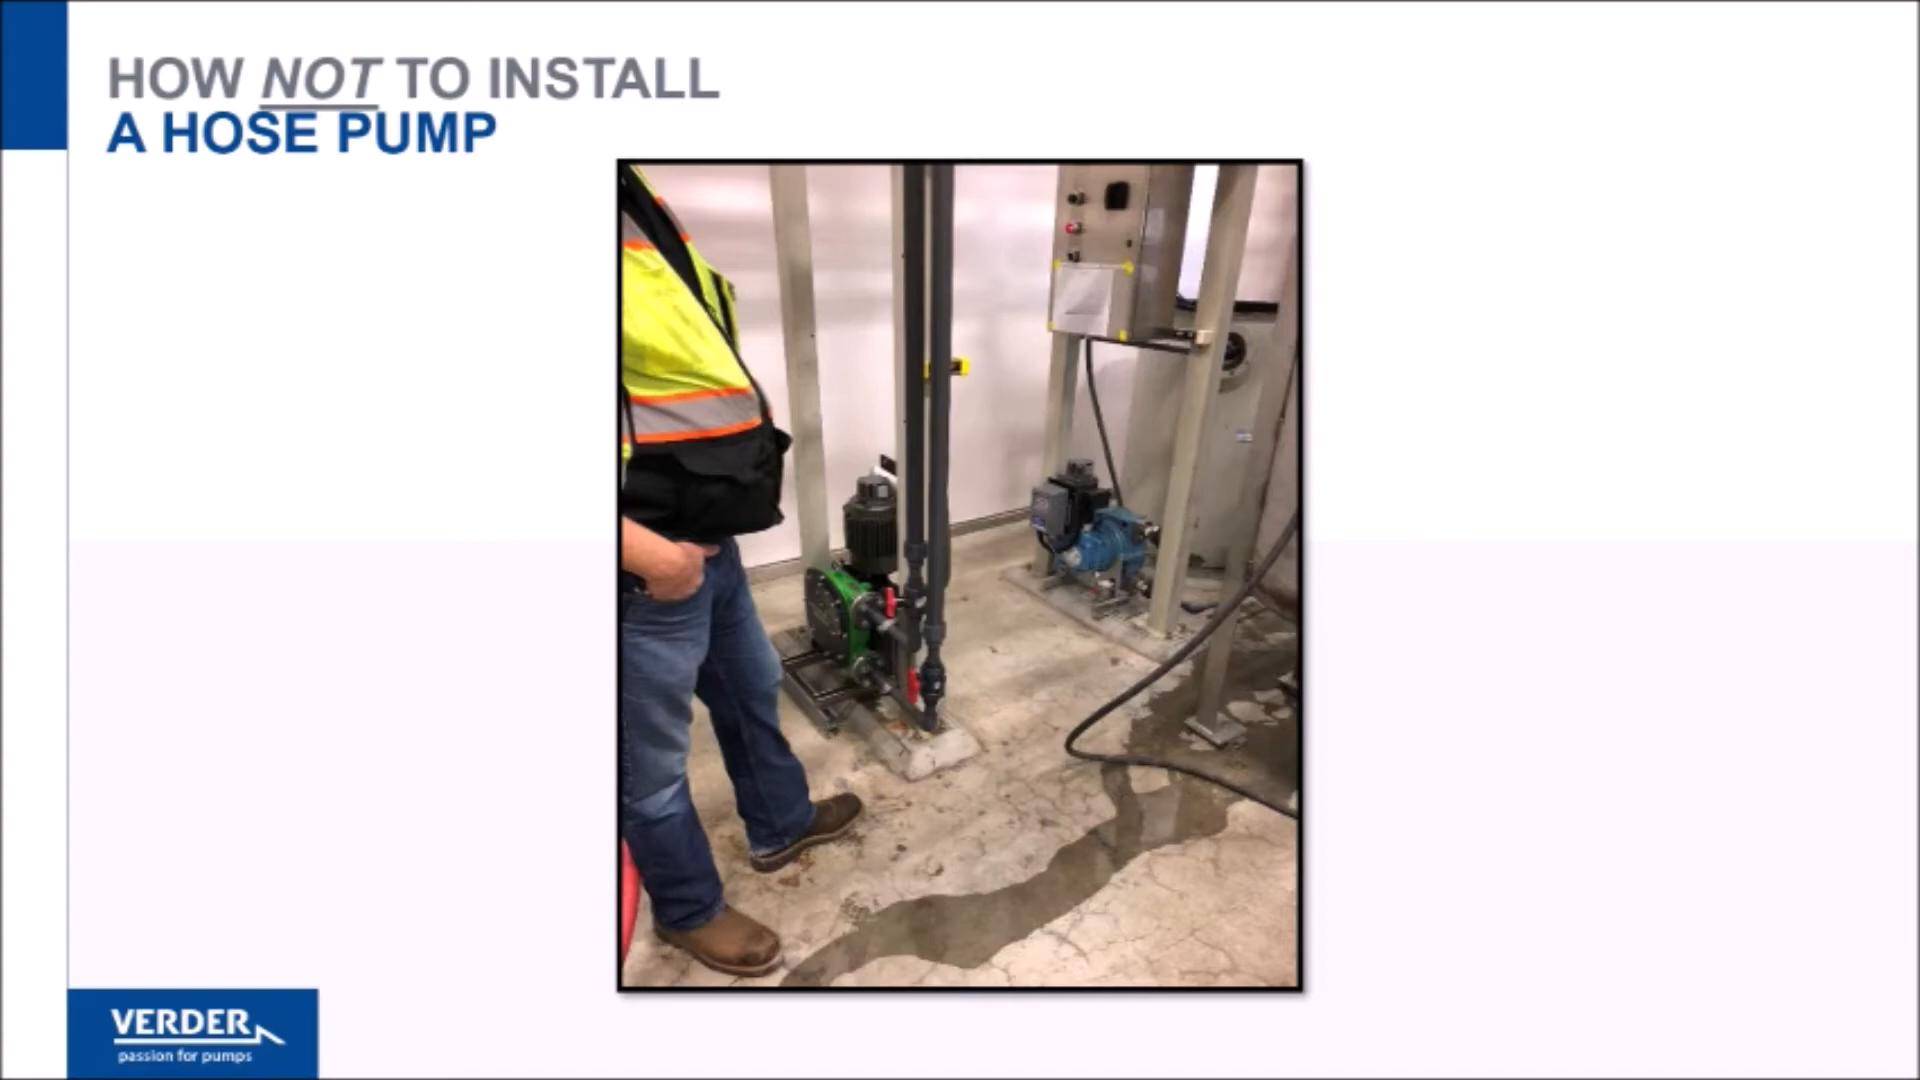 HOW NOT TO INSTALL
A HOSE PUMP
VERDER
passion for pumps